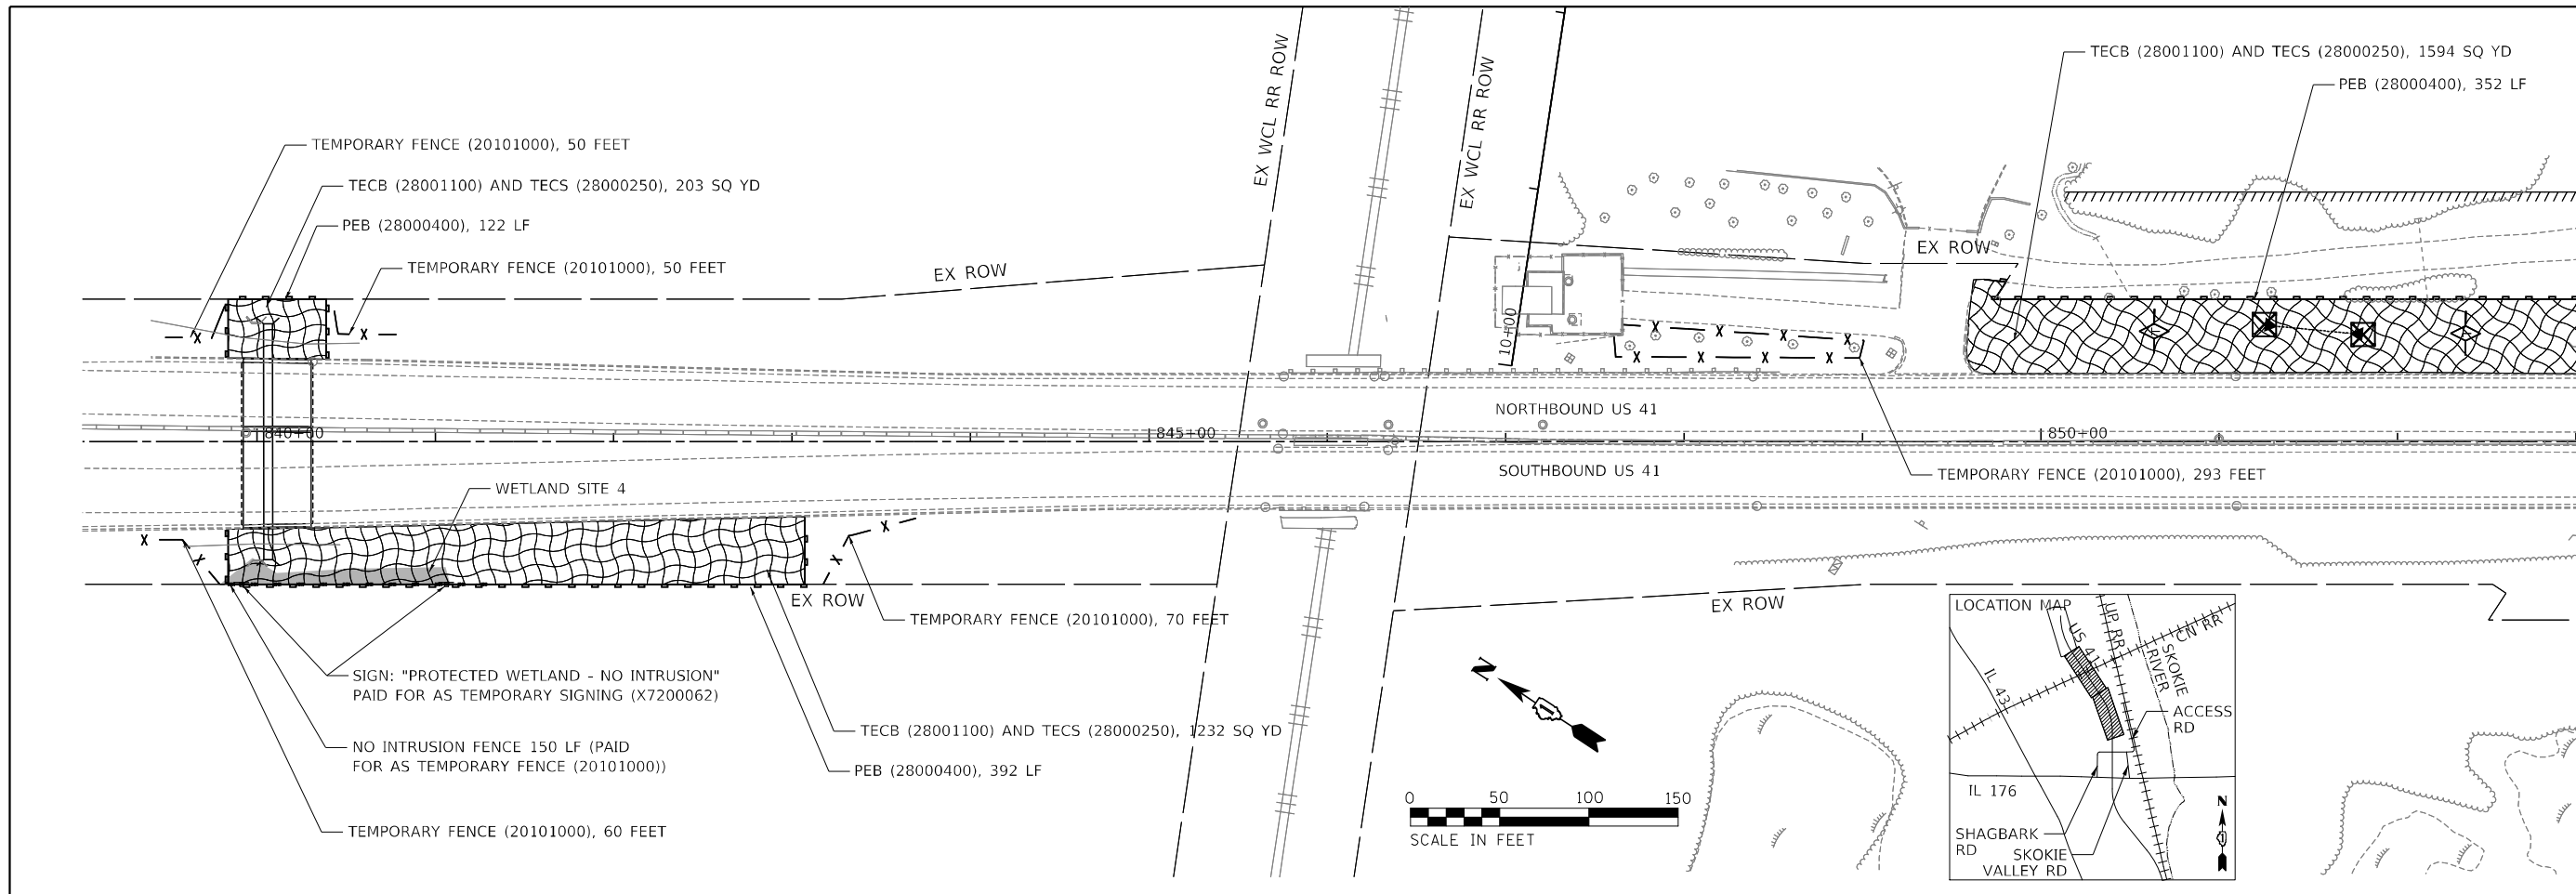 TECB (28001100) AND TECS (28000250), 1594 SQ YD
PEB (28000400), 352 LF
TEMPORARY FENCE (20101000), 50 FEET
TECB (28001100) AND TECS (28000250), 203 SQ YD
PEB (28000400), 122 LF
TEMPORARY FENCE (20101000), 50 FEET
EX ROW
EX WCL RR ROW
EX WCL RR ROW
EX ROW
X
X
X
X
X
X
X
X
X
X
X
10+00
NORTHBOUND US 41
840+00
845+00
850+00
SOUTHBOUND US 41
TEMPORARY FENCE (20101000), 293 FEET
WETLAND SITE 4
X
X
X
X
EX ROW
EX ROW
TEMPORARY FENCE (20101000), 70 FEET
SIGN: "PROTECTED WETLAND - NO INTRUSION"
PAID FOR AS TEMPORARY SIGNING (X7200062)
NO INTRUSION FENCE 150 LF (PAID
FOR AS TEMPORARY FENCE (20101000))
TECB (28001100) AND TECS (28000250), 1232 SQ YD
PEB (28000400), 392 LF
TEMPORARY FENCE (20101000), 60 FEET
N
0 50 100 150
SCALE IN FEET
LOCATION MAP
US 41
UP RR
CN RR
SKOKIE
RIVER
IL 43
ACCESS
RD
IL 176
SHAGBARK
RD
SKOKIE
VALLEY RD
N